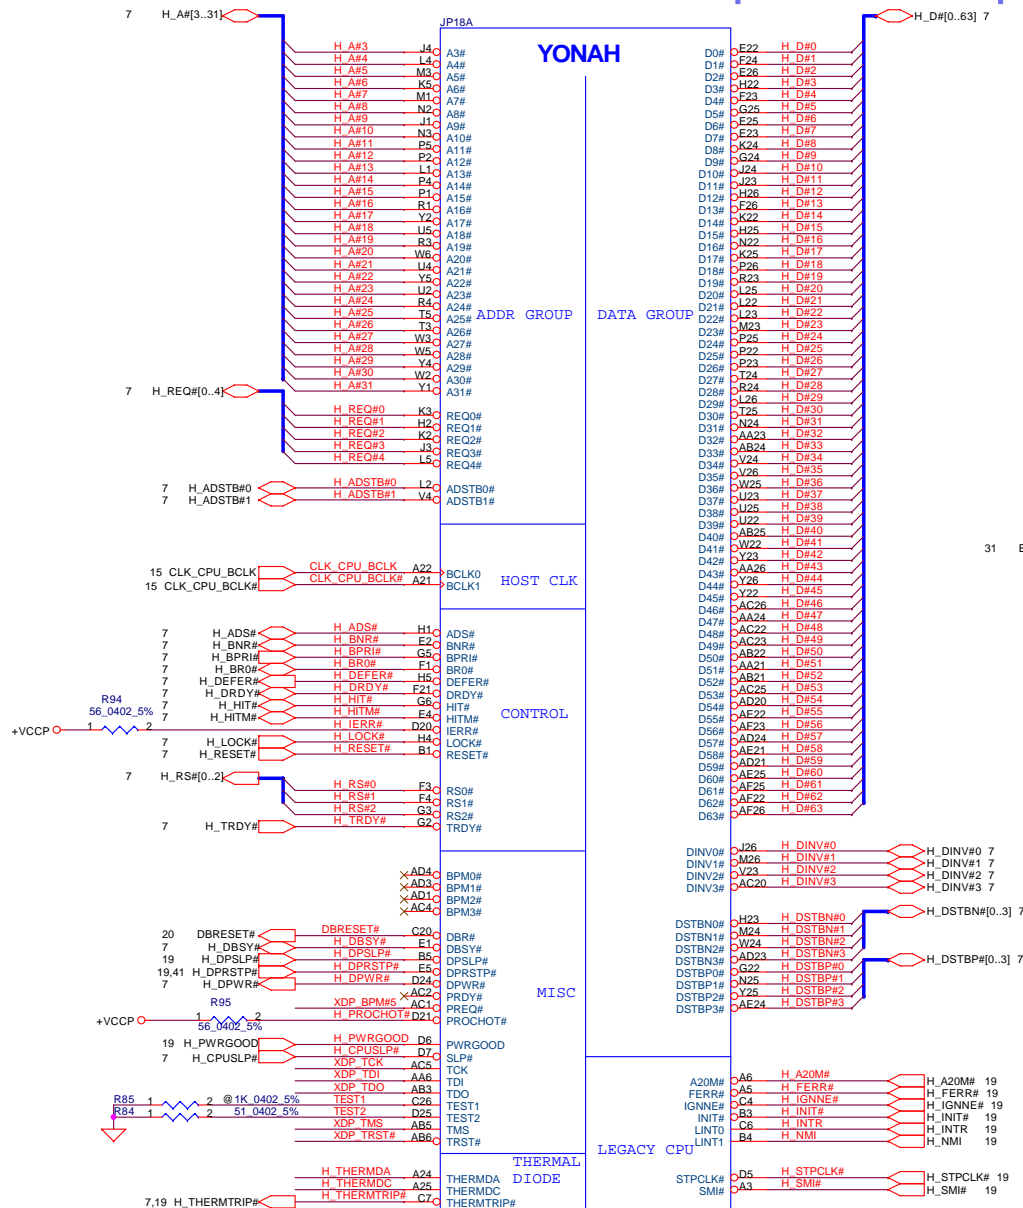 7 H_A#[3..31]
JP18A
H_D#[0..63] 7
YONAH
H_A#3 J4 A3# D0# E22 H_D#0
H_A#4 L4 A4# D1# F24 H_D#1
H_A#5 M3 A5# D2# E26 H_D#2
H_A#6 K5 A6# D3# H22 H_D#3
H_A#7 M1 A7# D4# F23 H_D#4
H_A#8 N2 A8# D5# G25 H_D#5
H_A#9 J1 A9# D6# E25 H_D#6
H_A#10 N3 A10# D7# E23 H_D#7
H_A#11 P5 A11# D8# K24 H_D#8
H_A#12 P2 A12# D9# G24 H_D#9
H_A#13 L1 A13# D10# J24 H_D#10
H_A#14 P4 A14# D11# J23 H_D#11
H_A#15 P1 A15# D12# H26 H_D#12
H_A#16 R1 A16# D13# F26 H_D#13
H_A#17 Y2 A17# D14# K22 H_D#14
H_A#18 U5 A18# D15# H25 H_D#15
H_A#19 R3 A19# D16# N22 H_D#16
H_A#20 W6 A20# D17# K25 H_D#17
H_A#21 U4 A21# D18# P26 H_D#18
H_A#22 Y5 A22# D19# R23 H_D#19
H_A#23 U2 A23# D20# L25 H_D#20
H_A#24 R4 A24# D21# L22 H_D#21
H_A#25 T5 A25# D22# L23 H_D#22
ADDR GROUP DATA GROUP
H_A#26 T3 A26# D23# M23 H_D#23
H_A#27 W3 A27# D24# P25 H_D#24
H_A#28 W5 A28# D25# P22 H_D#25
H_A#29 Y4 A29# D26# P23 H_D#26
H_A#30 W2 A30# D27# T24 H_D#27
H_A#31 Y1 A31# D28# R24 H_D#28
7 H_REQ#[0..4]
D29# L26 H_D#29
H_REQ#0 K3 REQ0# D30# T25 H_D#30
H_REQ#1 H2 REQ1# D31# N24 H_D#31
H_REQ#2 K2 REQ2# D32# AA23 H_D#32
H_REQ#3 J3 REQ3# D33# AB24 H_D#33
H_REQ#4 L5 REQ4# D34# V24 H_D#34
D35# V26 H_D#35
7 H_ADSTB#0 H_ADSTB#0 L2 ADSTB0# D36# W25 H_D#36
7 H_ADSTB#1 H_ADSTB#1 V4 ADSTB1# D37# U23 H_D#37
D38# U25 H_D#38
D39# U22 H_D#39
D40# AB25 H_D#40
D41# W22 H_D#41
31
D42# Y23 H_D#42
15 CLK_CPU_BCLK CLK_CPU_BCLK A22 BCLK0 D43# AA26 H_D#43
15 CLK_CPU_BCLK# CLK_CPU_BCLK# A21 BCLK1 HOST CLK D44# Y26 H_D#44
D45# Y22 H_D#45
D46# AC26 H_D#46
D47# AA24 H_D#47
7 H_ADS# H_ADS# H1 ADS# D48# AC22 H_D#48
7 H_BNR# H_BNR# E2 BNR# D49# AC23 H_D#49
7 H_BPRI# H_BPRI# G5 BPRI# D50# AB22 H_D#50
7 H_BR0# H_BR0# F1 BR0# D51# AA21 H_D#51
7 H_DEFER# H_DEFER# H5 DEFER# D52# AB21 H_D#52
7 H_DRDY# H_DRDY# F21 DRDY# D53# AC25 H_D#53
7 H_HIT# H_HIT# G6 HIT# D54# AD20 H_D#54
7 H_HITM# H_HITM# E4 HITM# CONTROL D55# AE22 H_D#55
R94
56_0402_5%
+VCCP 1 2 H_IERR# D20 IERR# D56# AF23 H_D#56
7 H_LOCK# H_LOCK# H4 LOCK# D57# AD24 H_D#57
7 H_RESET# H_RESET# B1 RESET# D58# AE21 H_D#58
D59# AD21 H_D#59
7 H_RS#[0..2]
D60# AE25 H_D#60
H_RS#0 F3 RS0# D61# AF25 H_D#61
H_RS#1 F4 RS1# D62# AF22 H_D#62
H_RS#2 G3 RS2# D63# AF26 H_D#63
7 H_TRDY# H_TRDY# G2 TRDY#
DINV0# J26 H_DINV#0 H_DINV#0 7
DINV1# M26 H_DINV#1 H_DINV#1 7
AD4 BPM0# DINV2# V23 H_DINV#2 H_DINV#2 7
AD3 BPM1# DINV3# AC20 H_DINV#3 H_DINV#3 7
AD1 BPM2#
AC4 BPM3#
H_DSTBN#[0..3] 7
DSTBN0# H23 H_DSTBN#0
20 DBRESET# DBRESET# C20 DBR# DSTBN1# M24 H_DSTBN#1
7 H_DBSY# H_DBSY# E1 DBSY# DSTBN2# W24 H_DSTBN#2
19 H_DPSLP# H_DPSLP# B5 DPSLP# DSTBN3# AD23 H_DSTBN#3
H_DSTBP#[0..3] 7
19,41 H_DPRSTP# H_DPRSTP# E5 DPRSTP# DSTBP0# G22 H_DSTBP#0
7 H_DPWR# H_DPWR# D24 DPWR# DSTBP1# N25 H_DSTBP#1
AC2 PRDY# MISC DSTBP2# Y25 H_DSTBP#2
XDP_BPM#5 AC1 PREQ# DSTBP3# AE24 H_DSTBP#3
R95
+VCCP 1 2 H_PROCHOT# D21 PROCHOT#
56_0402_5%
19 H_PWRGOOD H_PWRGOOD D6 PWRGOOD
7 H_CPUSLP# H_CPUSLP# D7 SLP#
XDP_TCK AC5 TCK
XDP_TDI AA6 TDI A20M# A6 H_A20M# H_A20M# 19
XDP_TDO AB3 TDO FERR# A5 H_FERR# H_FERR# 19
R85 1 2 @1K_0402_5% TEST1 C26 TEST1 IGNNE# C4 H_IGNNE# H_IGNNE# 19
R84 1 2 51_0402_5% TEST2 D25 TEST2 INIT# B3 H_INIT# H_INIT# 19
XDP_TMS AB5 TMS LINT0 C6 H_INTR H_INTR 19
XDP_TRST# AB6 TRST# LINT1 B4 H_NMI H_NMI 19
LEGACY CPU
THERMAL
DIODE
H_THERMDA A24 THERMDA STPCLK# D5 H_STPCLK# H_STPCLK# 19
H_THERMDC A25 THERMDC SMI# A3 H_SMI# H_SMI# 19
7,19 H_THERMTRIP# H_THERMTRIP# C7 THERMTRIP#